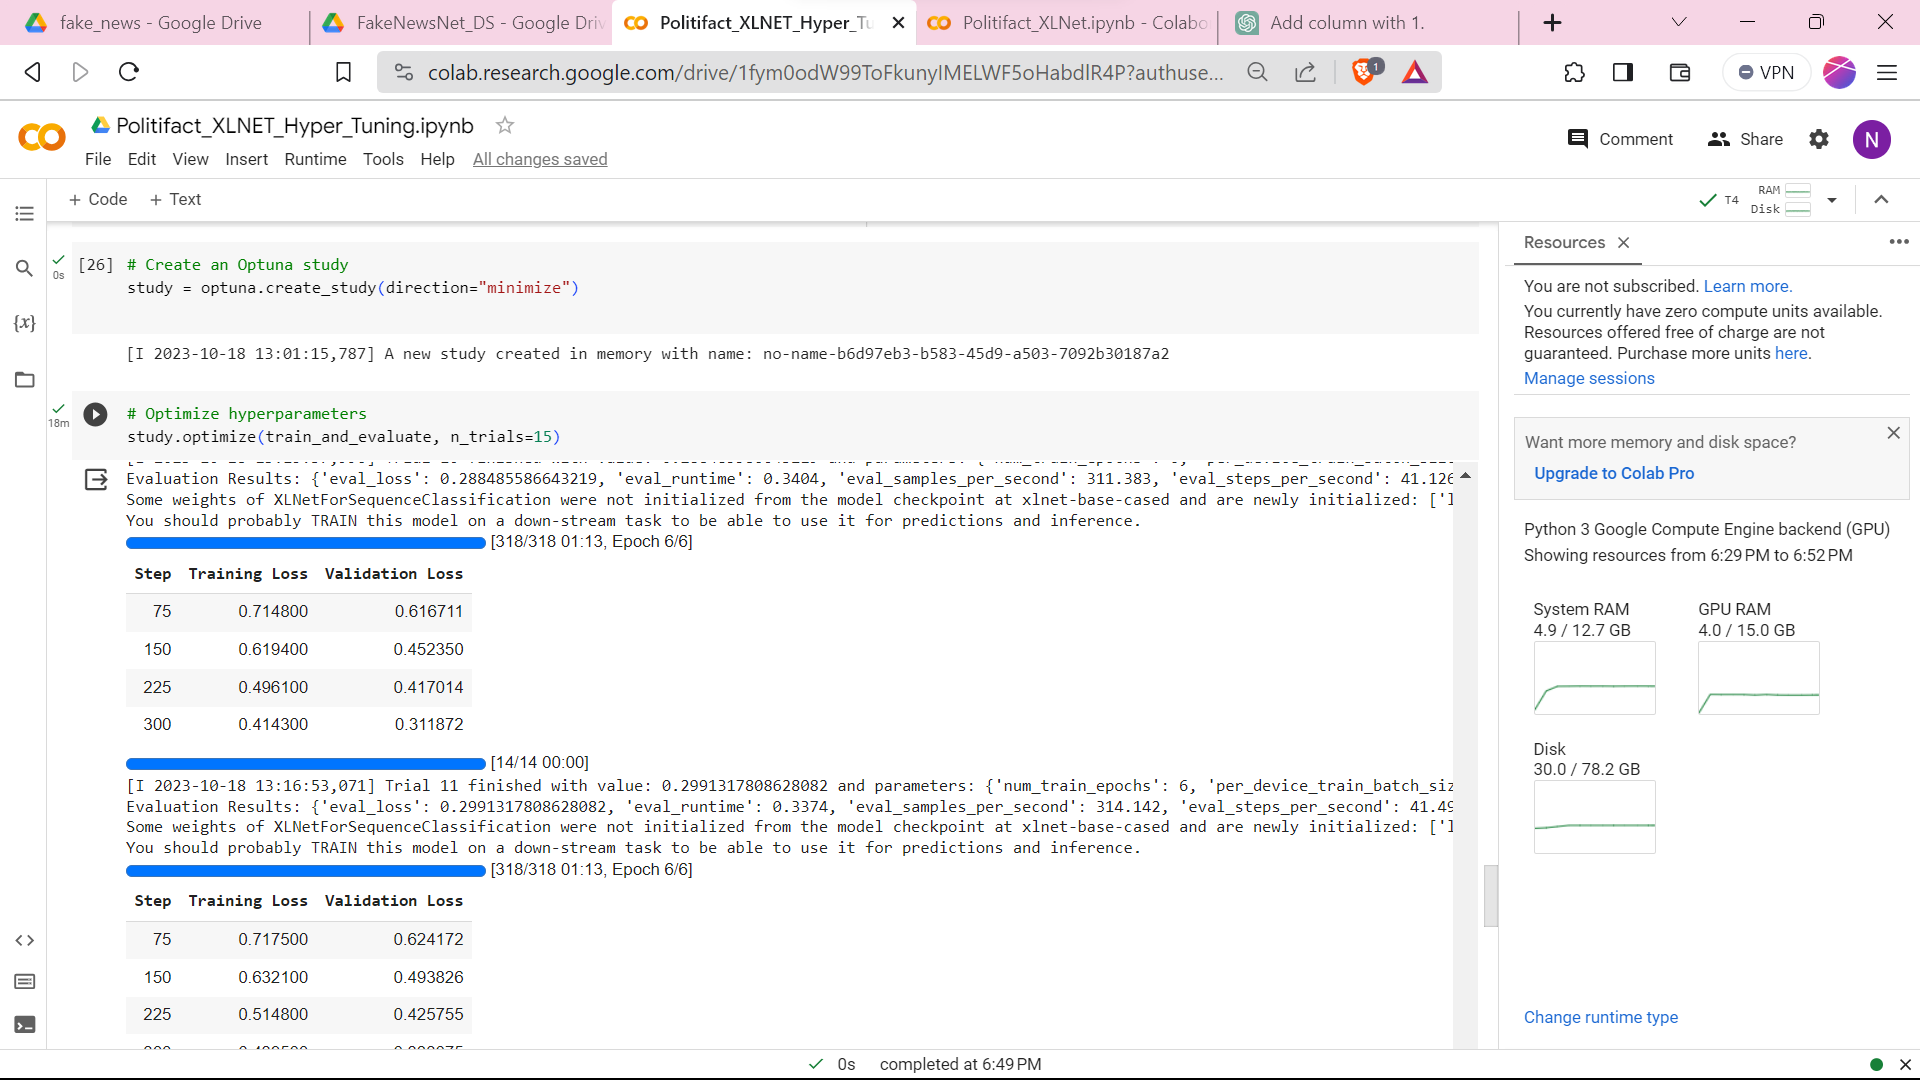 fake_news - Google Drive
FakeNewsNet_DS - Google Driv
Politifact_XLNET_Hyper_Tu
Politifact_XLNet.ipynb - Colabo
Add column with 1.
colab.research.google.com/drive/1fym0odW99ToFkunyIMELWF5oHabdlR4P?authuse...
1
VPN
Politifact_XLNET_Hyper_Tuning.ipynb
File Edit View Insert Runtime Tools Help All changes saved
Comment
Share
N
+ Code + Text
T4
RAM
Disk
{x}
[26] # Create an Optuna study
0s
study = optuna.create_study(direction="minimize")
[I 2023-10-18 13:01:15,787] A new study created in memory with name: no-name-b6d97eb3-b583-45d9-a503-7092b30187a2
# Optimize hyperparameters
18m
study.optimize(train_and_evaluate, n_trials=15)
Evaluation Results: {'eval_loss': 0.288485586643219, 'eval_runtime': 0.3404, 'eval_samples_per_second': 311.383, 'eval_steps_per_second': 41.126
Some weights of XLNetForSequenceClassification were not initialized from the model checkpoint at xlnet-base-cased and are newly initialized: ['l
You should probably TRAIN this model on a down-stream task to be able to use it for predictions and inference.
[318/318 01:13, Epoch 6/6]
Step Training Loss Validation Loss
75 0.714800 0.616711
150 0.619400 0.452350
225 0.496100 0.417014
300 0.414300 0.311872
[14/14 00:00]
[I 2023-10-18 13:16:53,071] Trial 11 finished with value: 0.2991317808628082 and parameters: {'num_train_epochs': 6, 'per_device_train_batch_siz
Evaluation Results: {'eval_loss': 0.2991317808628082, 'eval_runtime': 0.3374, 'eval_samples_per_second': 314.142, 'eval_steps_per_second': 41.49
Some weights of XLNetForSequenceClassification were not initialized from the model checkpoint at xlnet-base-cased and are newly initialized: ['l
You should probably TRAIN this model on a down-stream task to be able to use it for predictions and inference.
[318/318 01:13, Epoch 6/6]
Step Training Loss Validation Loss
75 0.717500 0.624172
150 0.632100 0.493826
225 0.514800 0.425755
Resources
You are not subscribed. Learn more.
You currently have zero compute units available.
Resources offered free of charge are not
guaranteed. Purchase more units here.
Manage sessions
Want more memory and disk space?
Upgrade to Colab Pro
Python 3 Google Compute Engine backend (GPU)
Showing resources from 6:29 PM to 6:52 PM
System RAM
4.9 / 12.7 GB
GPU RAM
4.0 / 15.0 GB
Disk
30.0 / 78.2 GB
Change runtime type
0s completed at 6:49 PM